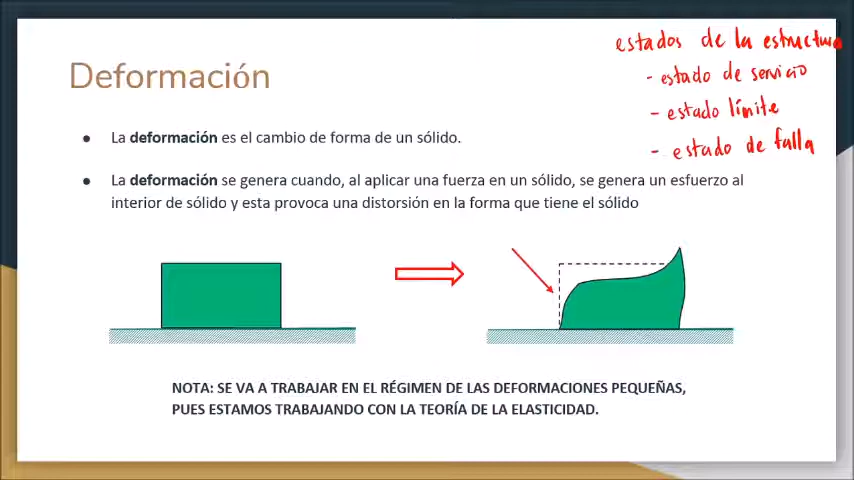 estados de la estructura
- estado de servicio
- estado límite
- estado de falla
Deformación
● La deformación es el cambio de forma de un sólido.
● La deformación se genera cuando, al aplicar una fuerza en un sólido, se genera un esfuerzo al
interior de sólido y esta provoca una distorsión en la forma que tiene el sólido
NOTA: SE VA A TRABAJAR EN EL RÉGIMEN DE LAS DEFORMACIONES PEQUEÑAS,
PUES ESTAMOS TRABAJANDO CON LA TEORÍA DE LA ELASTICIDAD.